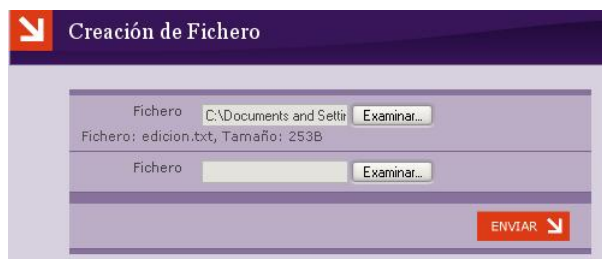 Creación de Fichero
Fichero C:\Documents and Settir Examinar...
Fichero: edicion.txt, Tamaño: 253B
Fichero Examinar...
ENVIAR